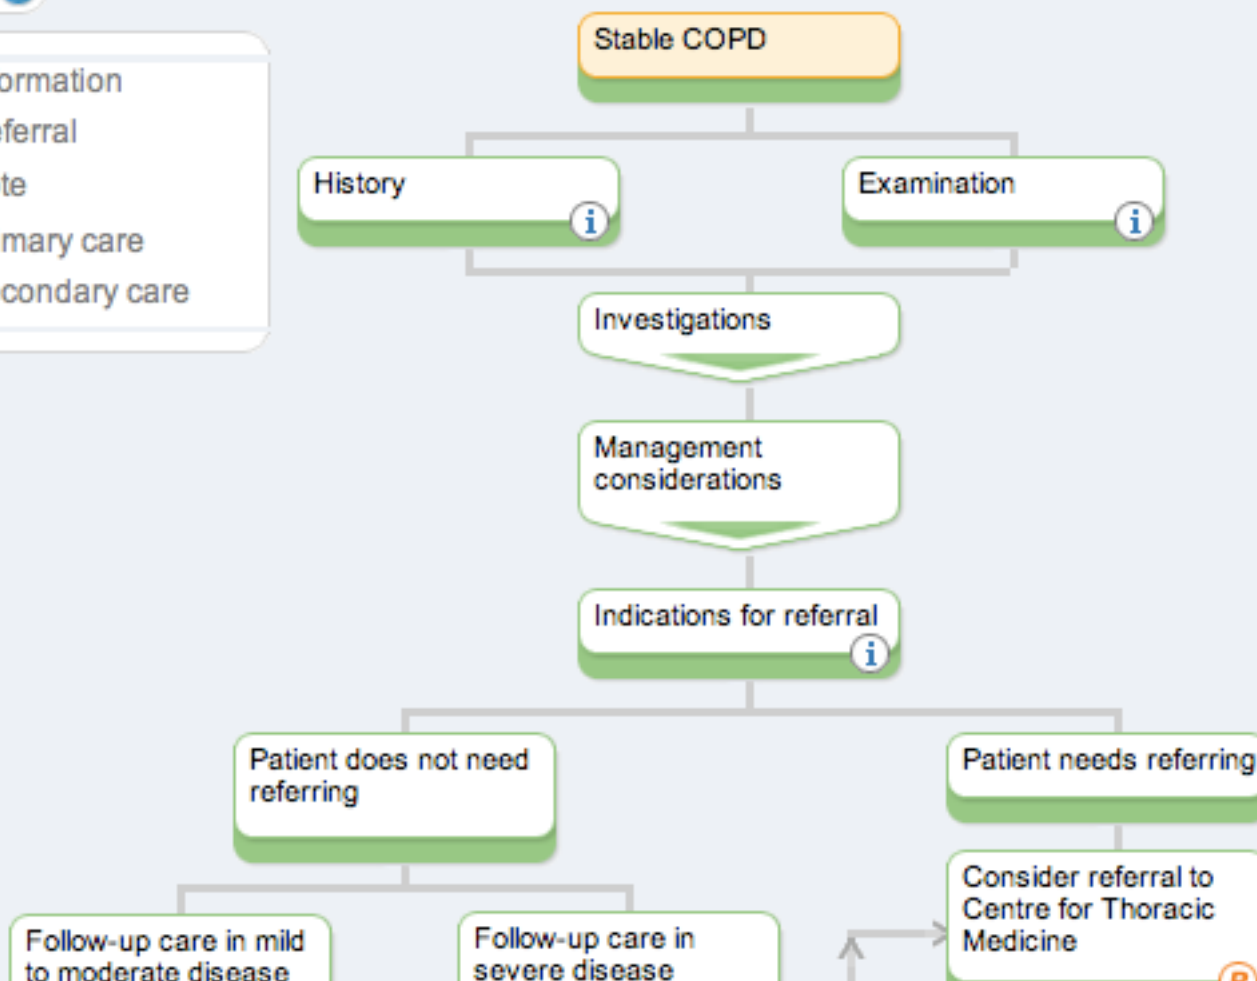 Stable COPD
ormation
ferral
te
mary care
condary care
History
i
Examination
i
Investigations
Management
considerations
Indications for referral
i
Patient does not need
referring
Patient needs referring
Consider referral to
Centre for Thoracic
Medicine
Follow-up care in mild
to moderate disease
Follow-up care in
severe disease